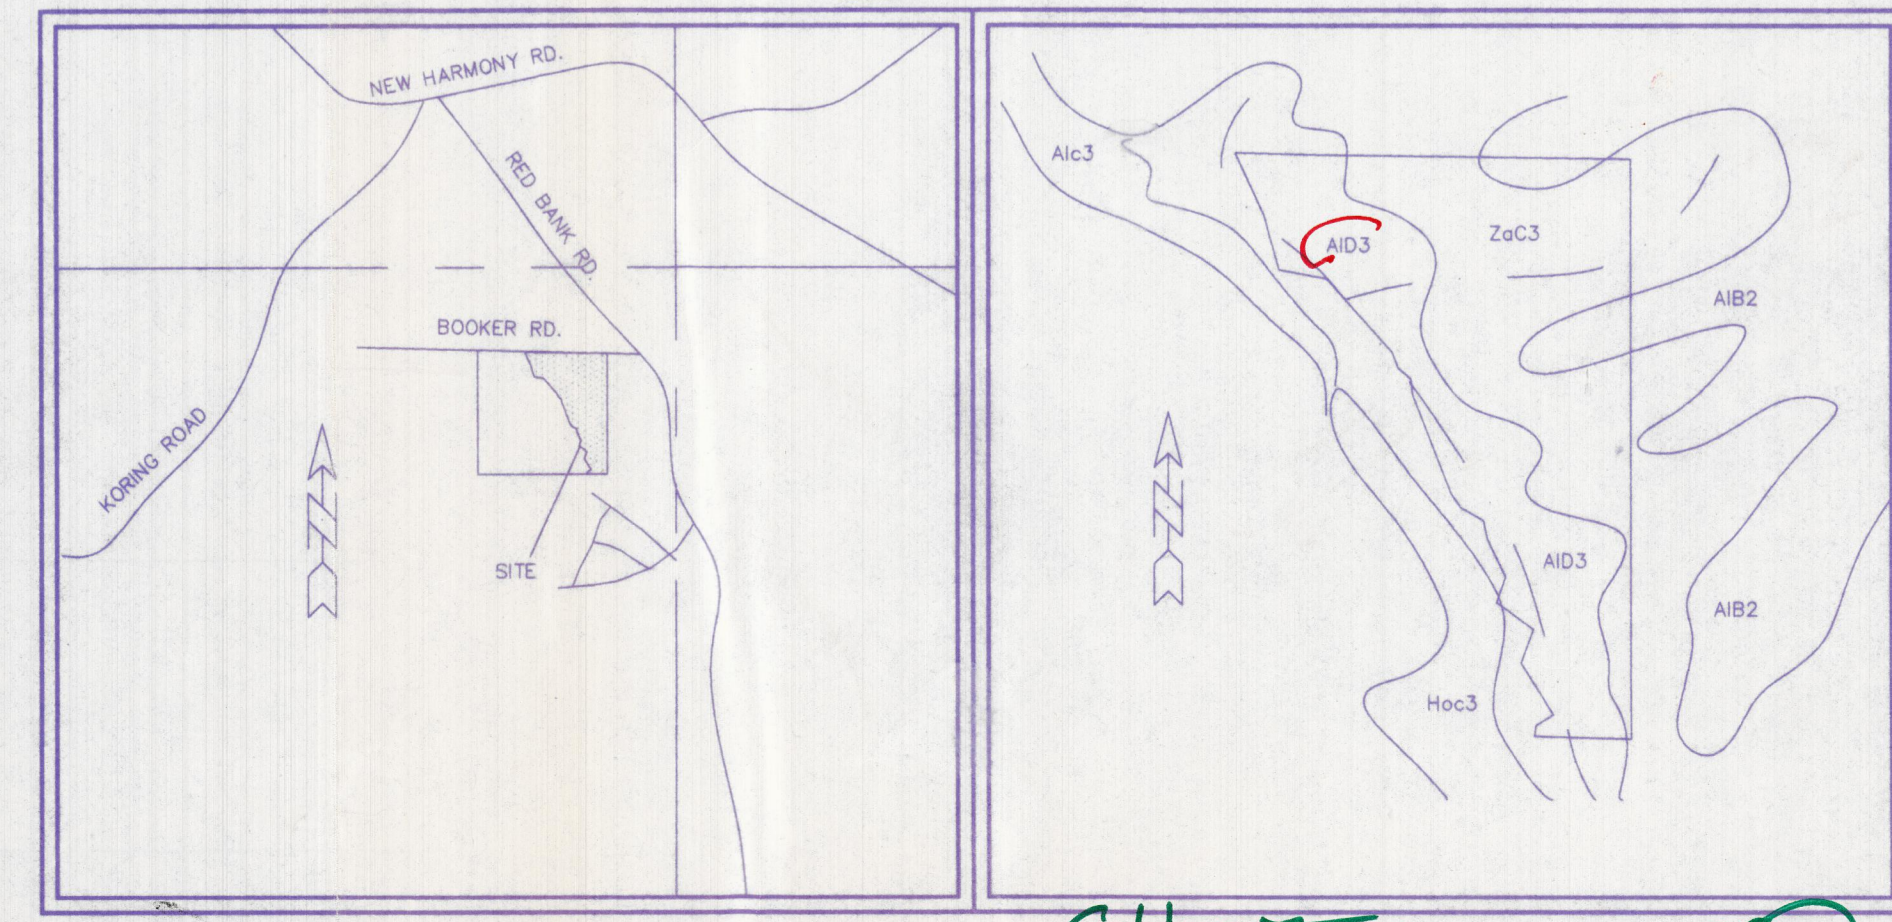 NEW HARMONY RD.
RED BANK RD.
BOOKER RD.
KORING ROAD
SITE
N
Alc3
AlD3
ZaC3
AlB2
N
AlD3
AlB2
Hoc3